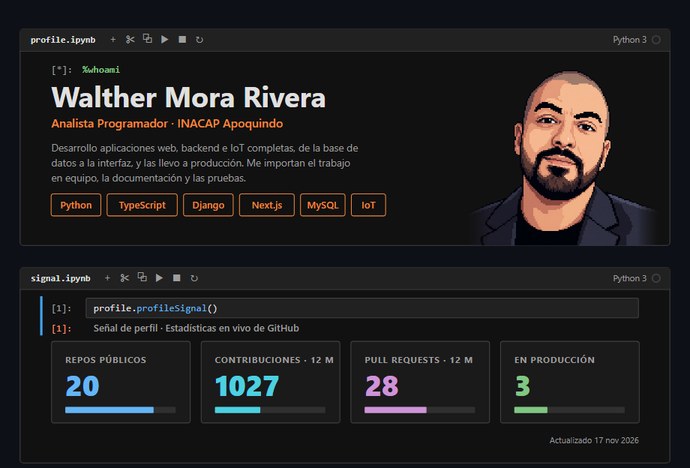 profile.ipynb
Python 3
[*]: %whoami
Walther Mora Rivera
Analista Programador · INACAP Apoquindo
Desarrollo aplicaciones web, backend e IoT completas, de la base de
datos a la interfaz, y las llevo a producción. Me importan el trabajo
en equipo, la documentación y las pruebas.
Python
TypeScript
Django
Next.js
MySQL
IoT
signal.ipynb
Python 3
[1]: profile.profileSignal()
[1]: Señal de perfil · Estadísticas en vivo de GitHub
REPOS PÚBLICOS
20
CONTRIBUCIONES · 12 M
1027
PULL REQUESTS · 12 M
28
EN PRODUCCIÓN
3
Actualizado 17 nov 2026